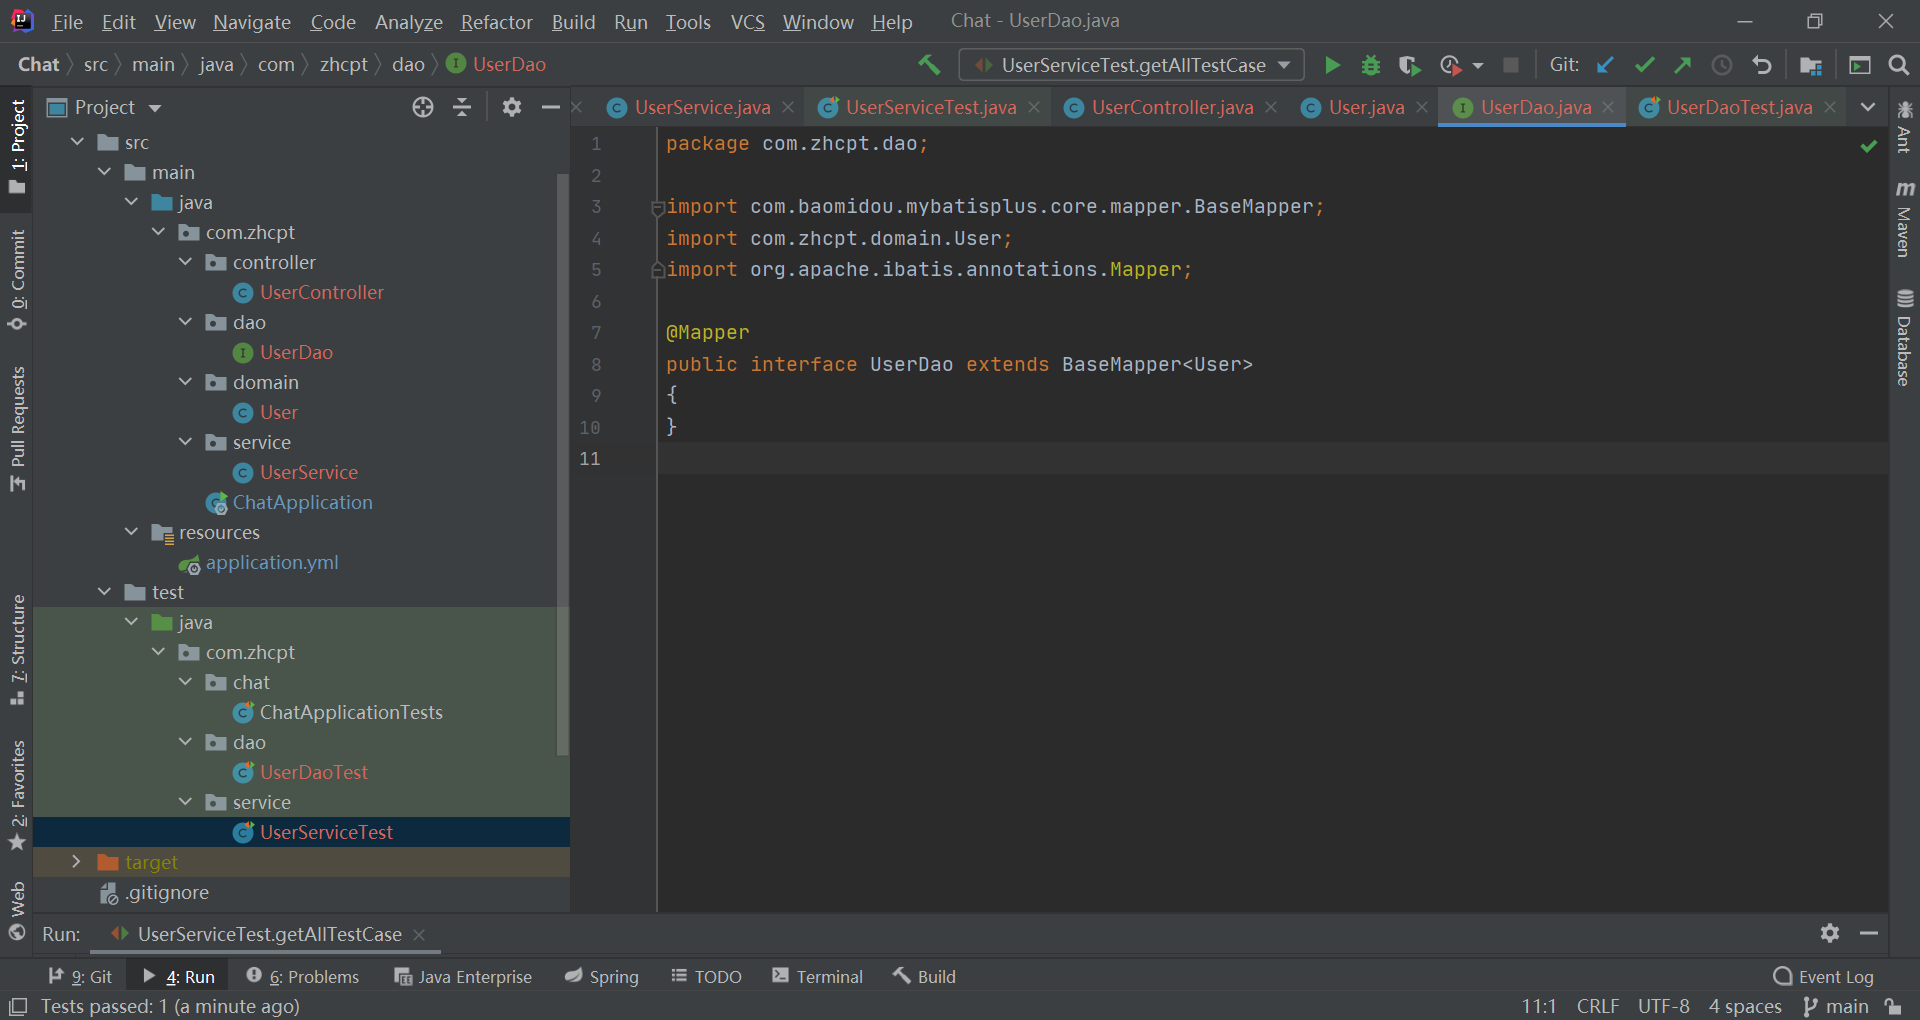 File Edit View Navigate Code Analyze Refactor Build Run Tools VCS Window Help Chat - UserDao.java
Chat src main java com zhcpt dao UserDao
UserServiceTest.getAllTestCase Git:
Project
UserService.java UserServiceTest.java UserController.java User.java UserDao.java UserDaoTest.java
1: Project
0: Commit
Pull Requests
7: Structure
2: Favorites
Web
src
main
java
com.zhcpt
controller
UserController
dao
UserDao
domain
User
service
UserService
ChatApplication
resources
application.yml
test
java
com.zhcpt
chat
ChatApplicationTests
dao
UserDaoTest
service
UserServiceTest
target
.gitignore
1 package com.zhcpt.dao;
2
3 import com.baomidou.mybatisplus.core.mapper.BaseMapper;
4 import com.zhcpt.domain.User;
5 import org.apache.ibatis.annotations.Mapper;
6
7 @Mapper
8 public interface UserDao extends BaseMapper<User>
9 {
10 }
11
Ant
Maven
Database
Run: UserServiceTest.getAllTestCase
9: Git 4: Run 6: Problems Java Enterprise Spring TODO Terminal Build Event Log
Tests passed: 1 (a minute ago) 11:1 CRLF UTF-8 4 spaces main